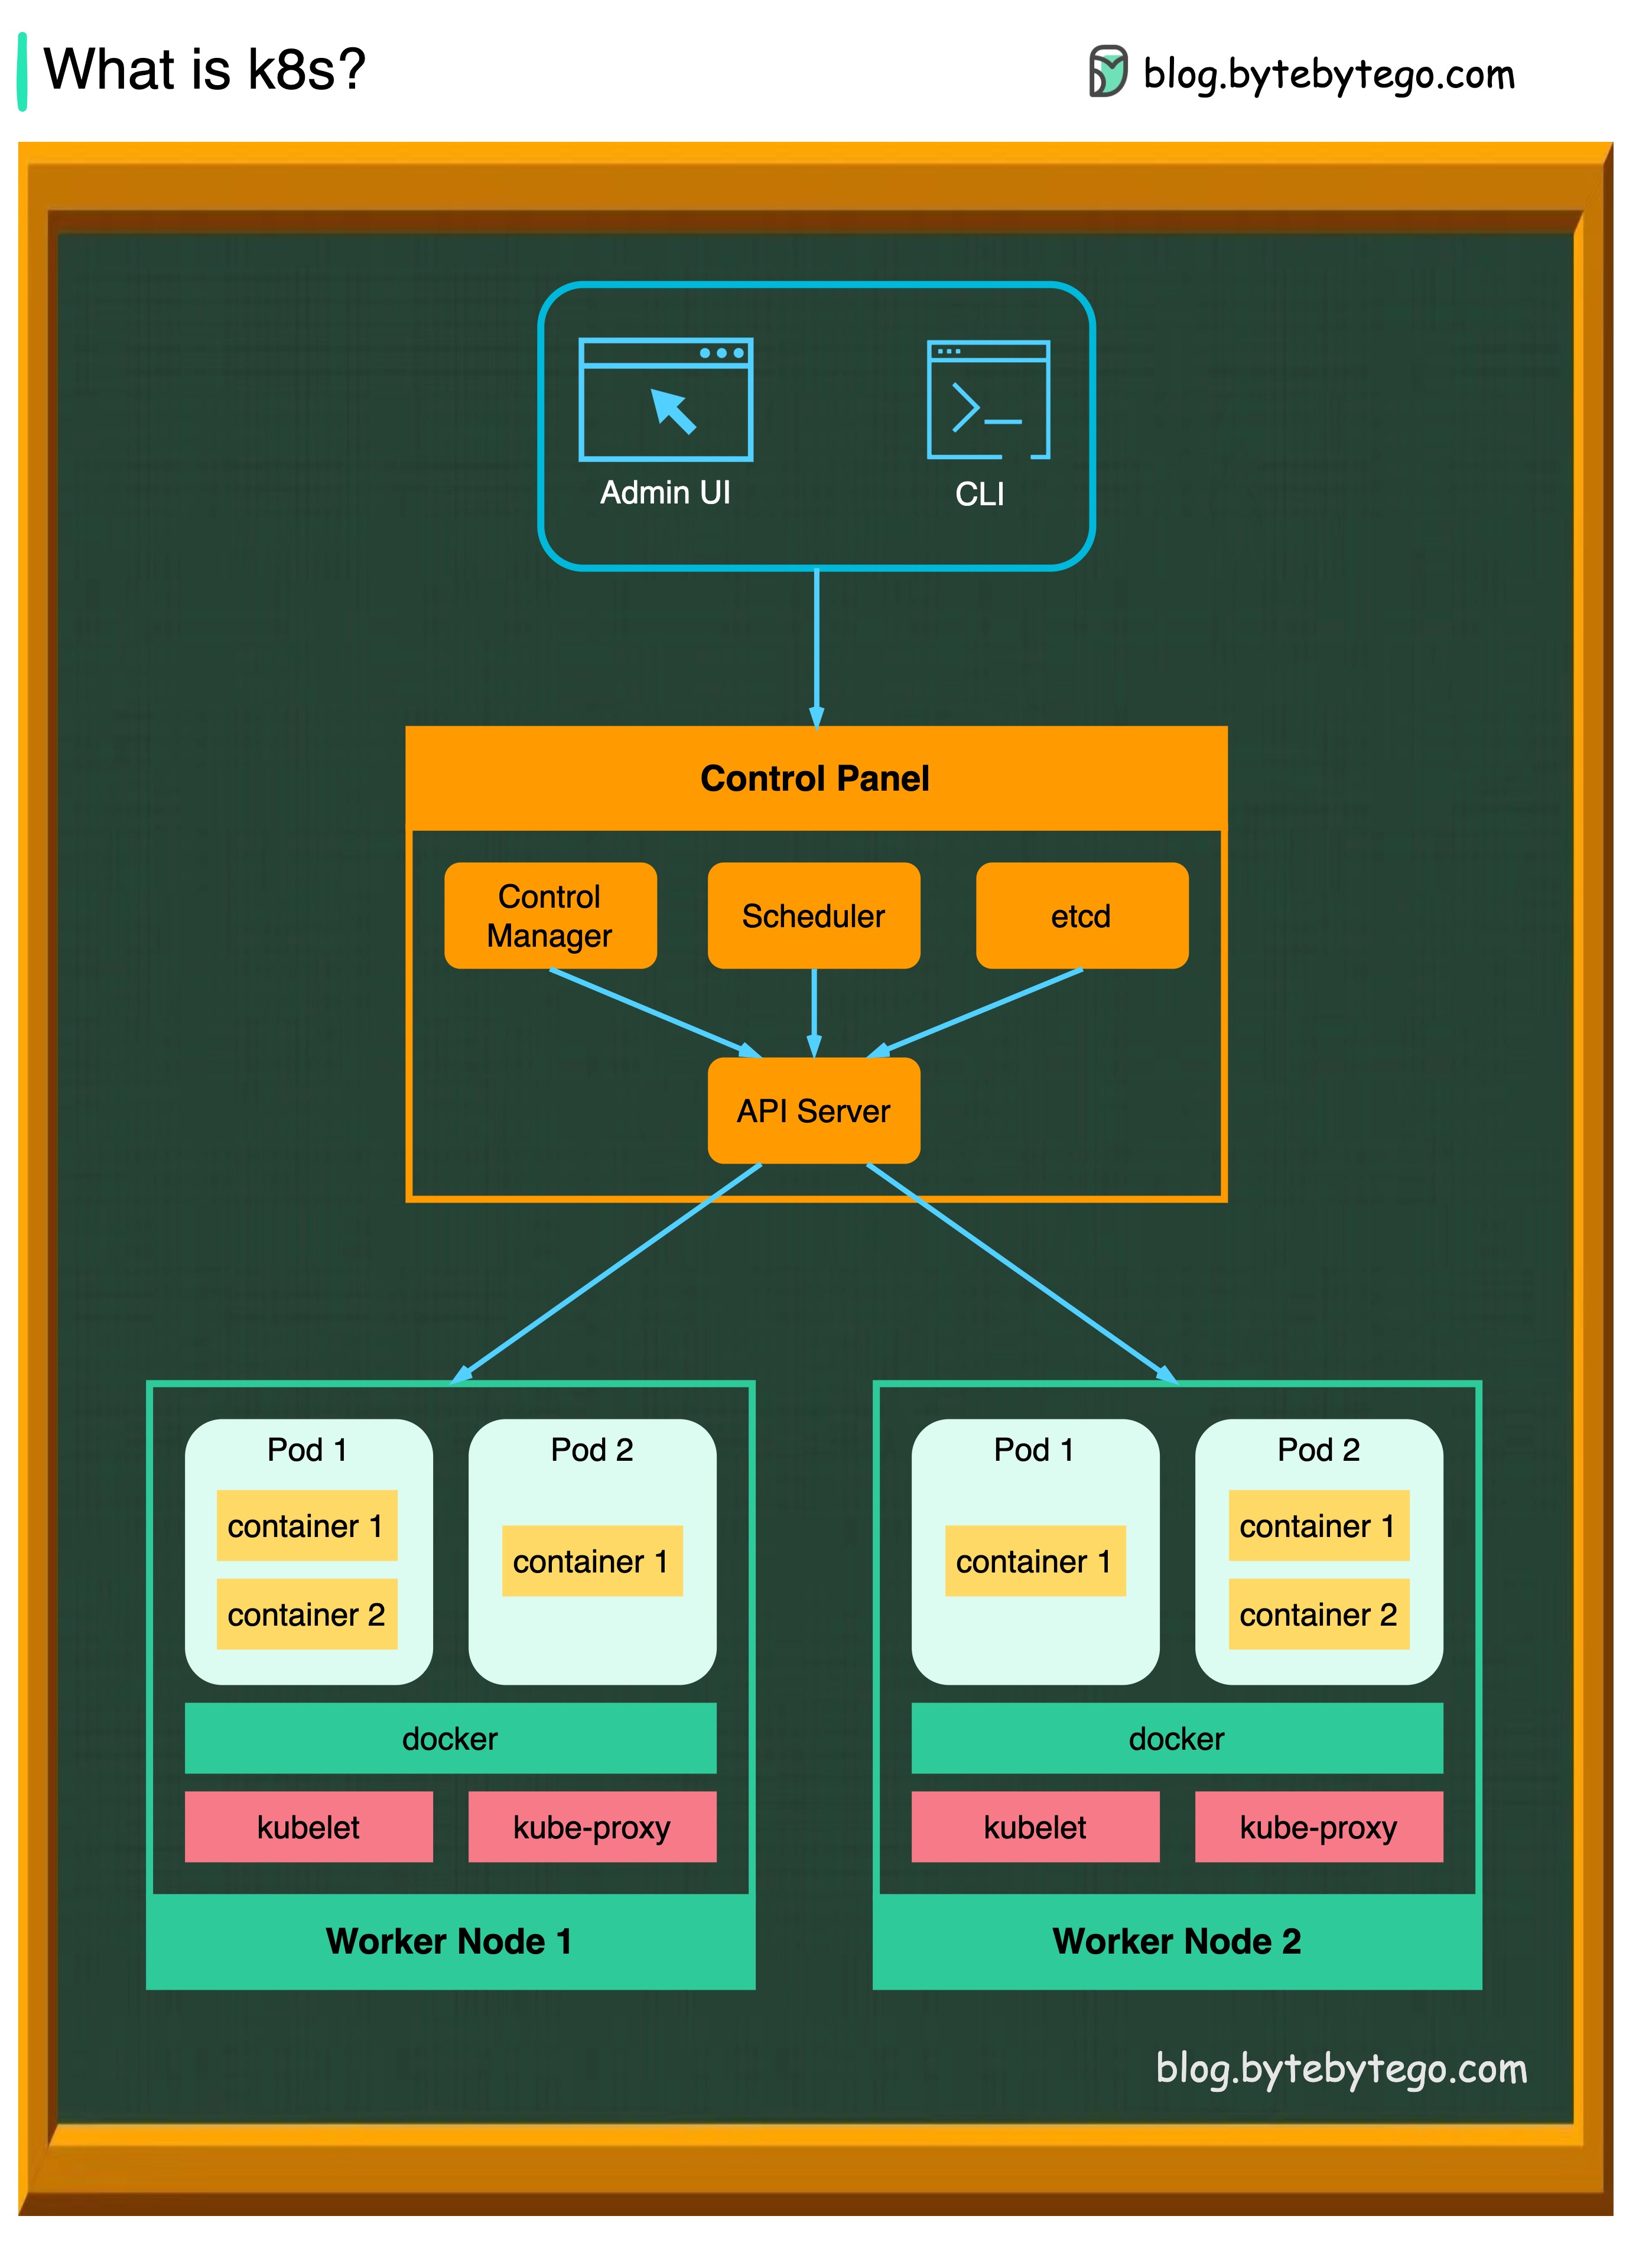 What is k8s?
blog.bytebytego.com
Admin UI
CLI
Control Panel
Control
Manager
Scheduler
etcd
API Server
Pod 1
container 1
container 2
Pod 2
container 1
docker
kubelet
kube-proxy
Worker Node 1
Pod 1
container 1
Pod 2
container 1
container 2
docker
kubelet
kube-proxy
Worker Node 2
blog.bytebytego.com